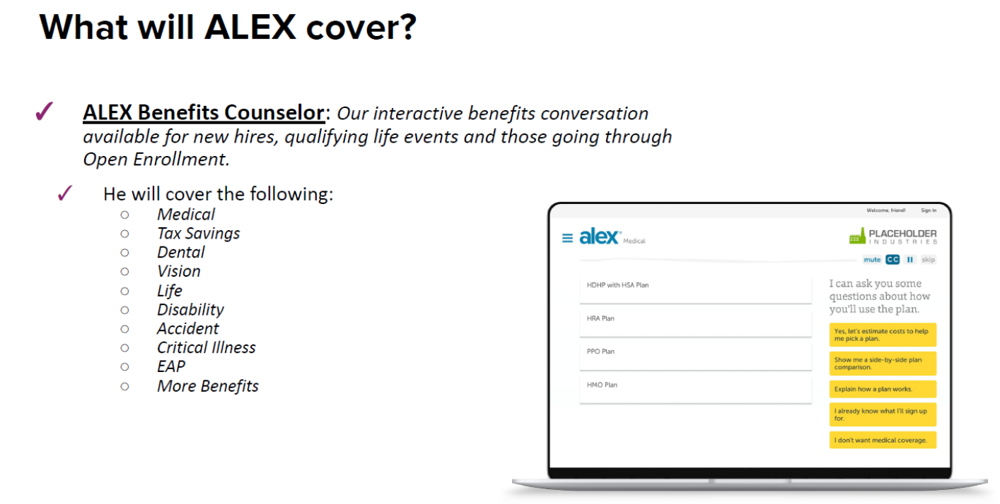 What will ALEX cover?
✓ ALEX Benefits Counselor: Our interactive benefits conversation
available for new hires, qualifying life events and those going through
Open Enrollment.
✓ He will cover the following:
○ Medical
○ Tax Savings
○ Dental
○ Vision
○ Life
○ Disability
○ Accident
○ Critical Illness
○ EAP
○ More Benefits
Welcome, friend! Sign In
alex® Medical
PLACEHOLDER
INDUSTRIES
mute CC skip
HDHP with HSA Plan
HRA Plan
PPO Plan
HMO Plan
I can ask you some
questions about how
you'll use the plan.
Yes, let's estimate costs to help
me pick a plan.
Show me a side-by-side plan
comparison.
Explain how a plan works.
I already know what I'll sign up
for.
I don't want medical coverage.